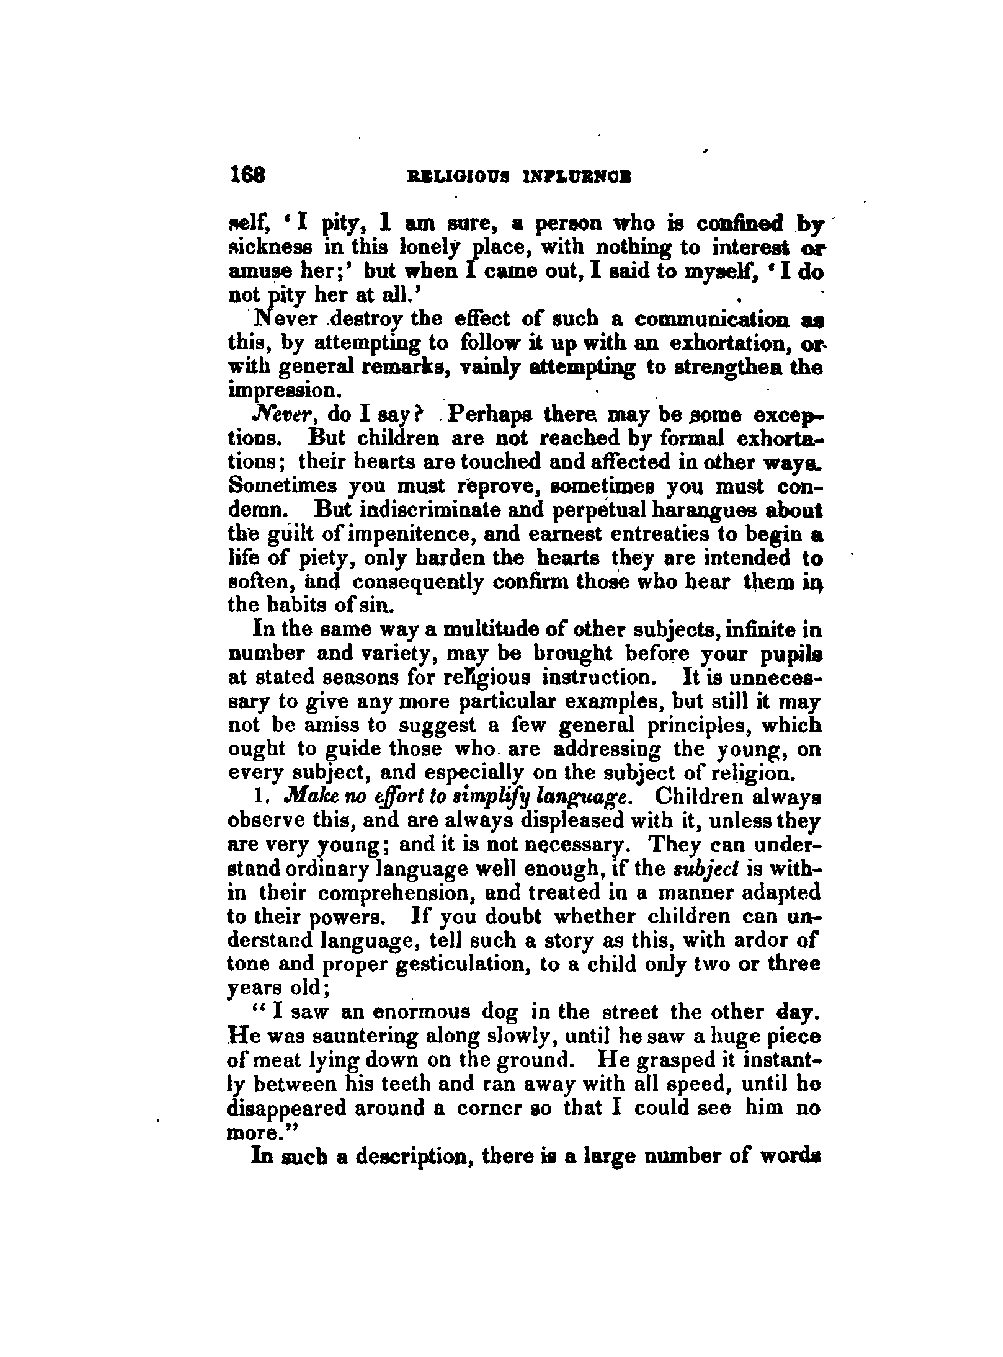 168 RELIGIOUS INFLUENCE
self, ‘I pity, I am sure, a person who is confined by
sickness in this lonely place, with nothing to interest or
amuse her;’ but when I came out, I said to myself, ‘I do
not pity her at all.’
Never destroy the effect of such a communication as
this, by attempting to follow it up with an exhortation, or
with general remarks, vainly attempting to strengthen the
impression.
Never, do I say? Perhaps there may be some excep-
tions. But children are not reached by formal exhorta-
tions; their hearts are touched and affected in other ways.
Sometimes you must reprove, sometimes you must con-
demn. But indiscriminate and perpetual harangues about
the guilt of impenitence, and earnest entreaties to begin a
life of piety, only harden the hearts they are intended to
soften, and consequently confirm those who hear them in
the habits of sin.
In the same way a multitude of other subjects, infinite in
number and variety, may be brought before your pupils
at stated seasons for religious instruction. It is unneces-
sary to give any more particular examples, but still it may
not be amiss to suggest a few general principles, which
ought to guide those who are addressing the young, on
every subject, and especially on the subject of religion.
1. Make no effort to simplify language. Children always
observe this, and are always displeased with it, unless they
are very young; and it is not necessary. They can under-
stand ordinary language well enough, if the subject is with-
in their comprehension, and treated in a manner adapted
to their powers. If you doubt whether children can un-
derstand language, tell such a story as this, with ardor of
tone and proper gesticulation, to a child only two or three
years old;
“I saw an enormous dog in the street the other day.
He was sauntering along slowly, until he saw a huge piece
of meat lying down on the ground. He grasped it instant-
ly between his teeth and ran away with all speed, until he
disappeared around a corner so that I could see him no
more.”
In such a description, there is a large number of words